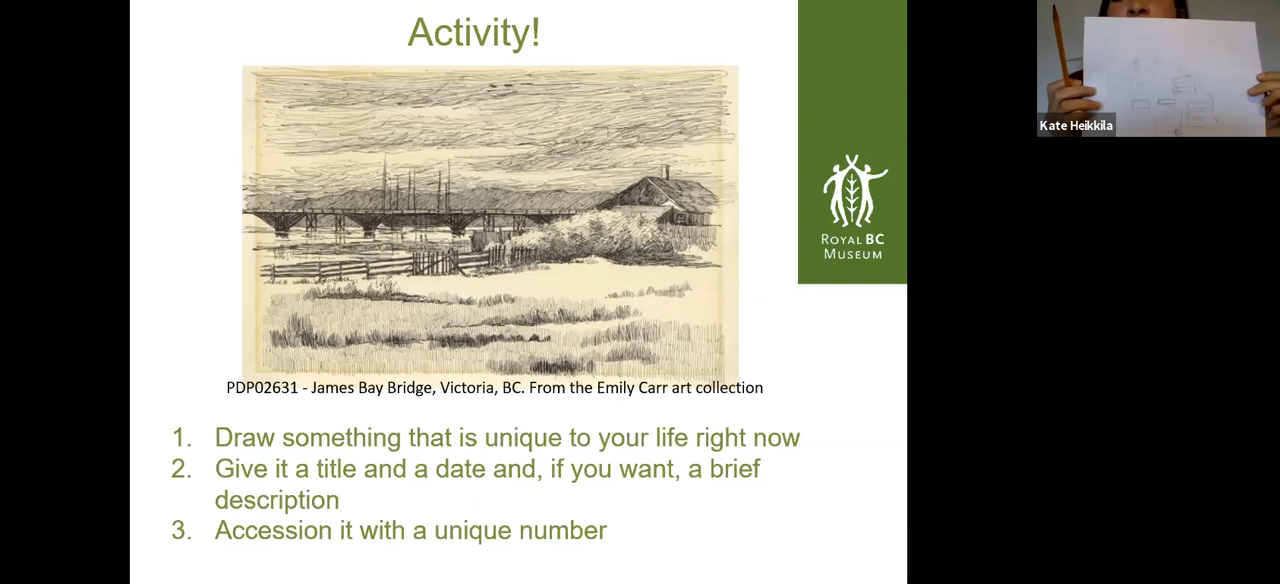 Activity!
PDP02631 - James Bay Bridge, Victoria, BC. From the Emily Carr art collection
1. Draw something that is unique to your life right now
2. Give it a title and a date and, if you want, a brief
description
3. Accession it with a unique number
ROYAL BC
MUSEUM
Kate Heikkila